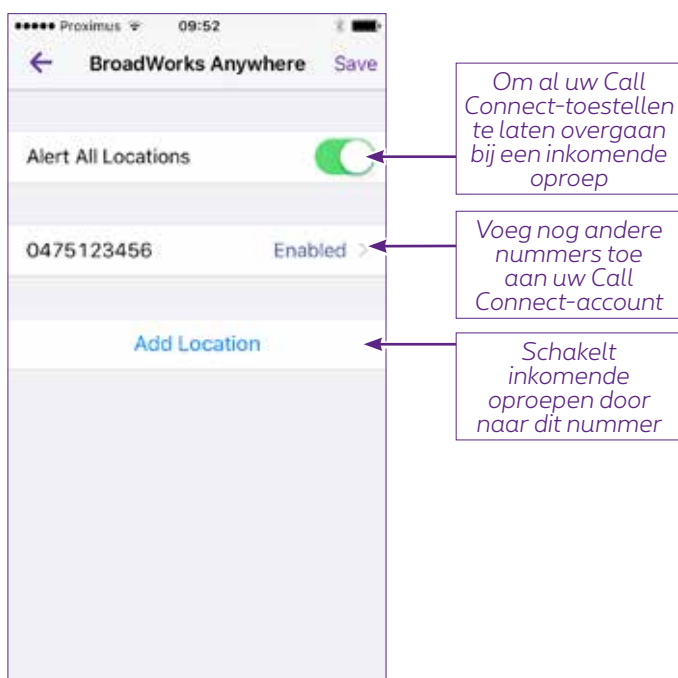 Proximus 09:52
BroadWorks Anywhere Save
Alert All Locations
0475123456 Enabled
Add Location
Om al uw Call
Connect-toestellen
te laten overgaan
bij een inkomende
oproep
Voeg nog andere
nummers toe
aan uw Call
Connect-account
Schakelt
inkomende
oproepen door
naar dit nummer